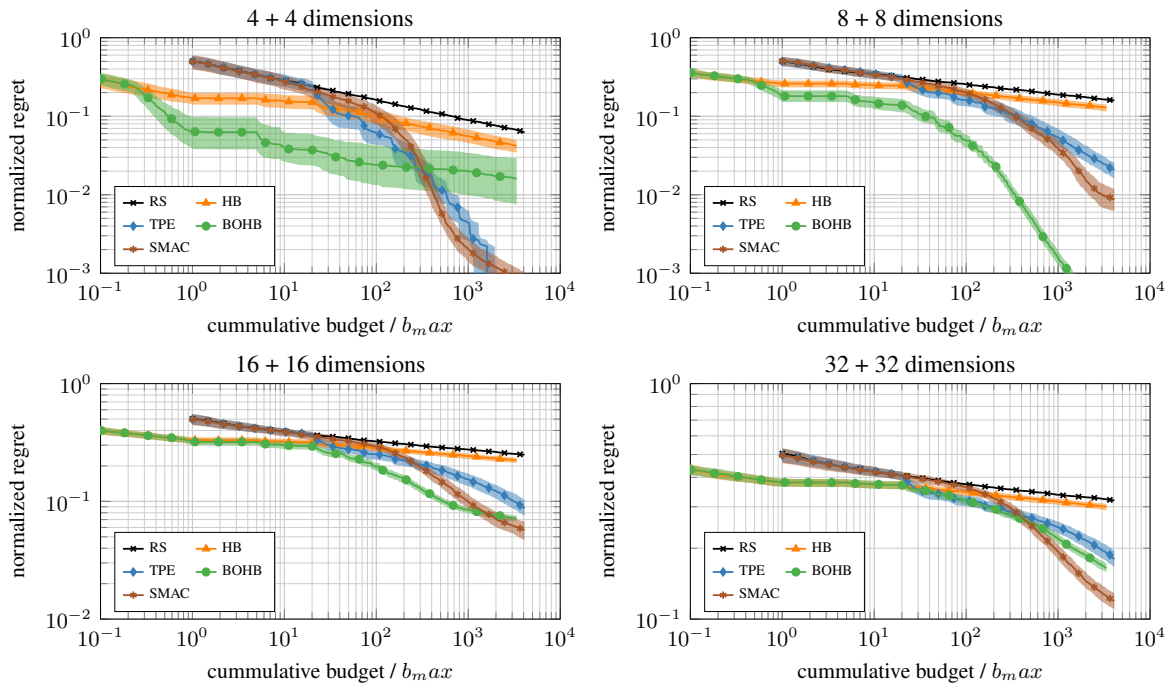 4 + 4 dimensions
normalized regret
10^0
10^{-1}
10^{-2}
10^{-3}
RS HB
TPE BOHB
SMAC
10^{-1} 10^0 10^1 10^2 10^3 10^4
cummulative budget / b_max
8 + 8 dimensions
normalized regret
10^0
10^{-1}
10^{-2}
10^{-3}
RS HB
TPE BOHB
SMAC
10^{-1} 10^0 10^1 10^2 10^3 10^4
cummulative budget / b_max
16 + 16 dimensions
normalized regret
10^0
10^{-1}
10^{-2}
RS HB
TPE BOHB
SMAC
10^{-1} 10^0 10^1 10^2 10^3 10^4
cummulative budget / b_max
32 + 32 dimensions
normalized regret
10^0
10^{-1}
RS HB
TPE BOHB
SMAC
10^{-1} 10^0 10^1 10^2 10^3 10^4
cummulative budget / b_max